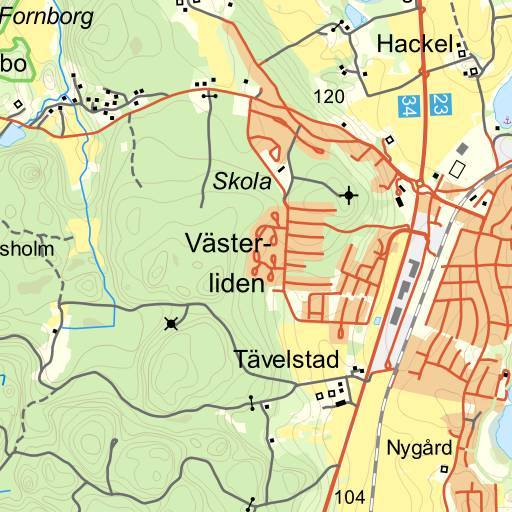 Fornborg
Hackel
bo
120
34
23
Skola
Väster-
liden
sholm
Tävelstad
Nygård
104